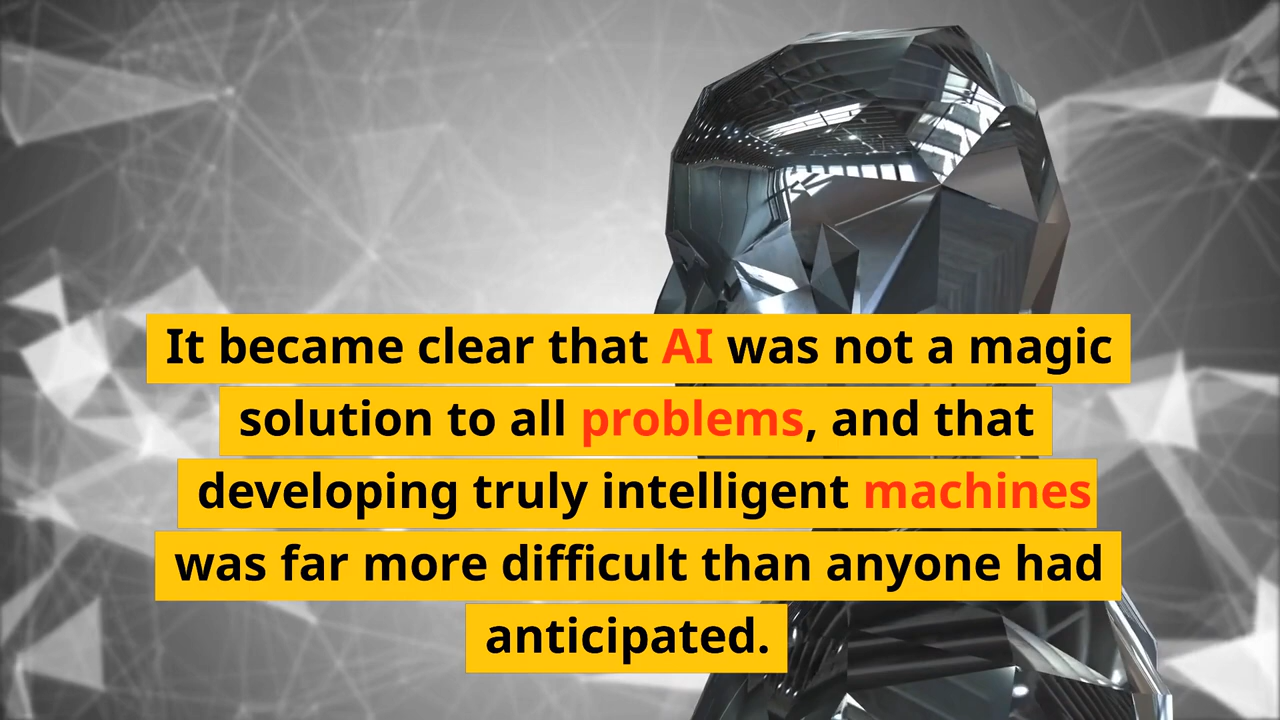 It became clear that AI was not a magic
solution to all problems, and that
developing truly intelligent machines
was far more difficult than anyone had
anticipated.